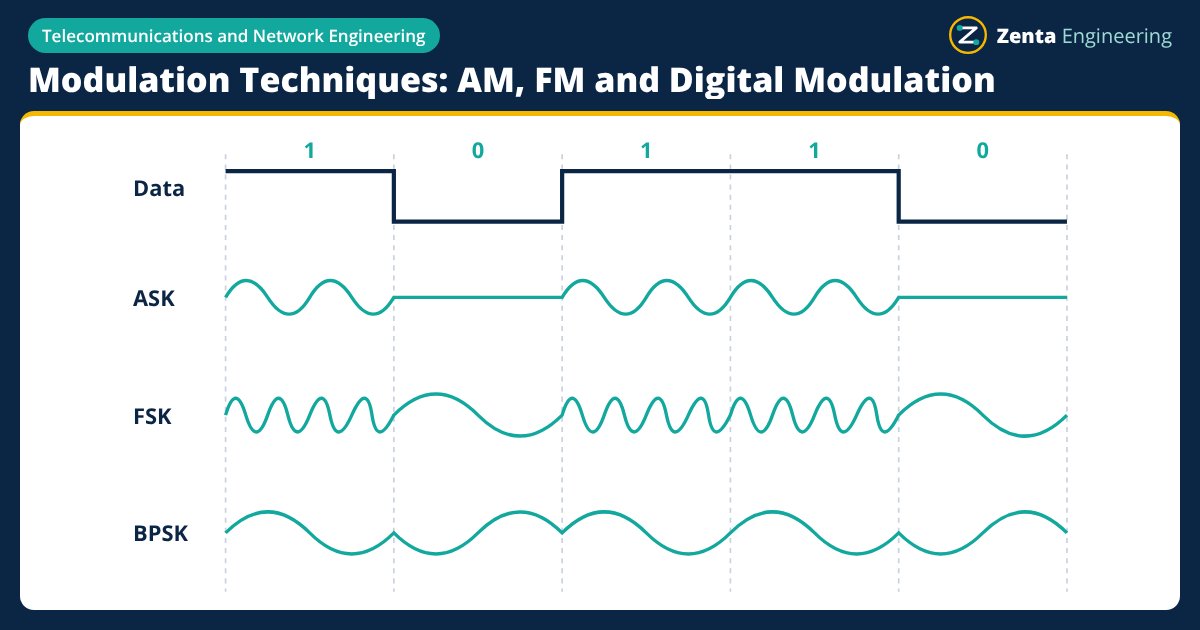 Telecommunications and Network Engineering
Zenta Engineering
Modulation Techniques: AM, FM and Digital Modulation
1 0 1 1 0
Data
ASK
FSK
BPSK